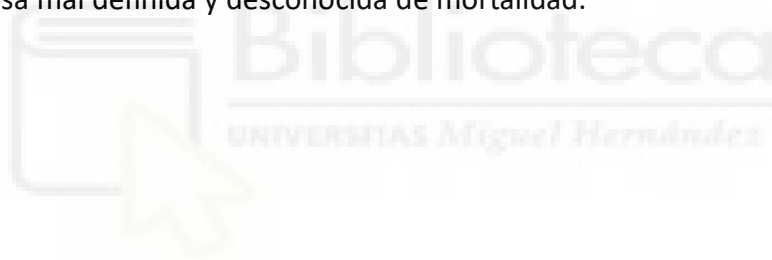 sa mal definida y desconocida de mortalidad.
Biblioteca
UNIVERSITAS Miguel Hernández